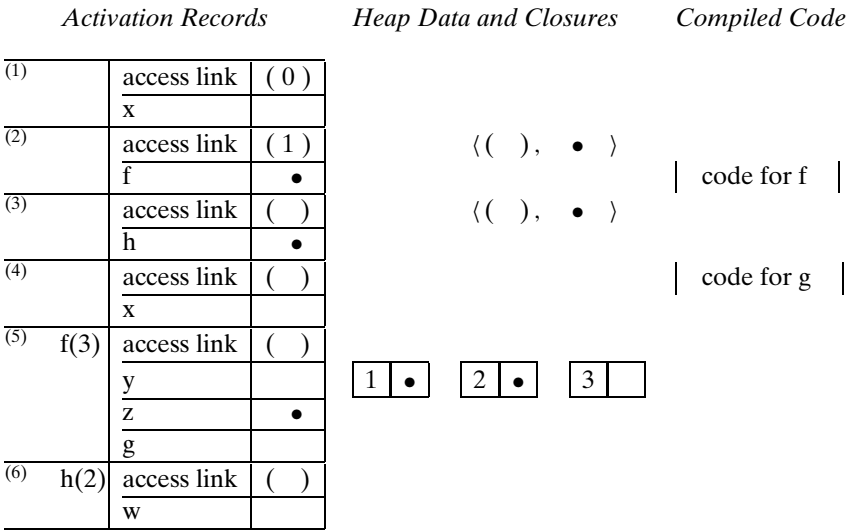 Activation Records Heap Data and Closures Compiled Code
(1) access link ( 0 )
x
(2) access link ( 1 ) ⟨( ), • ⟩
f • code for f
(3) access link ( ) ⟨( ), • ⟩
h •
(4) access link ( ) code for g
x
(5) f(3) access link ( )
y 1 • 2 • 3
z •
g
(6) h(2) access link ( )
w